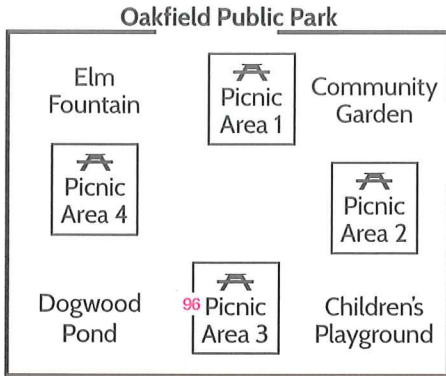 Oakfield Public Park
Elm
Fountain
Picnic
Area 1
Community
Garden
Picnic
Area 4
Picnic
Area 2
Dogwood
Pond
96 Picnic
Area 3
Children's
Playground